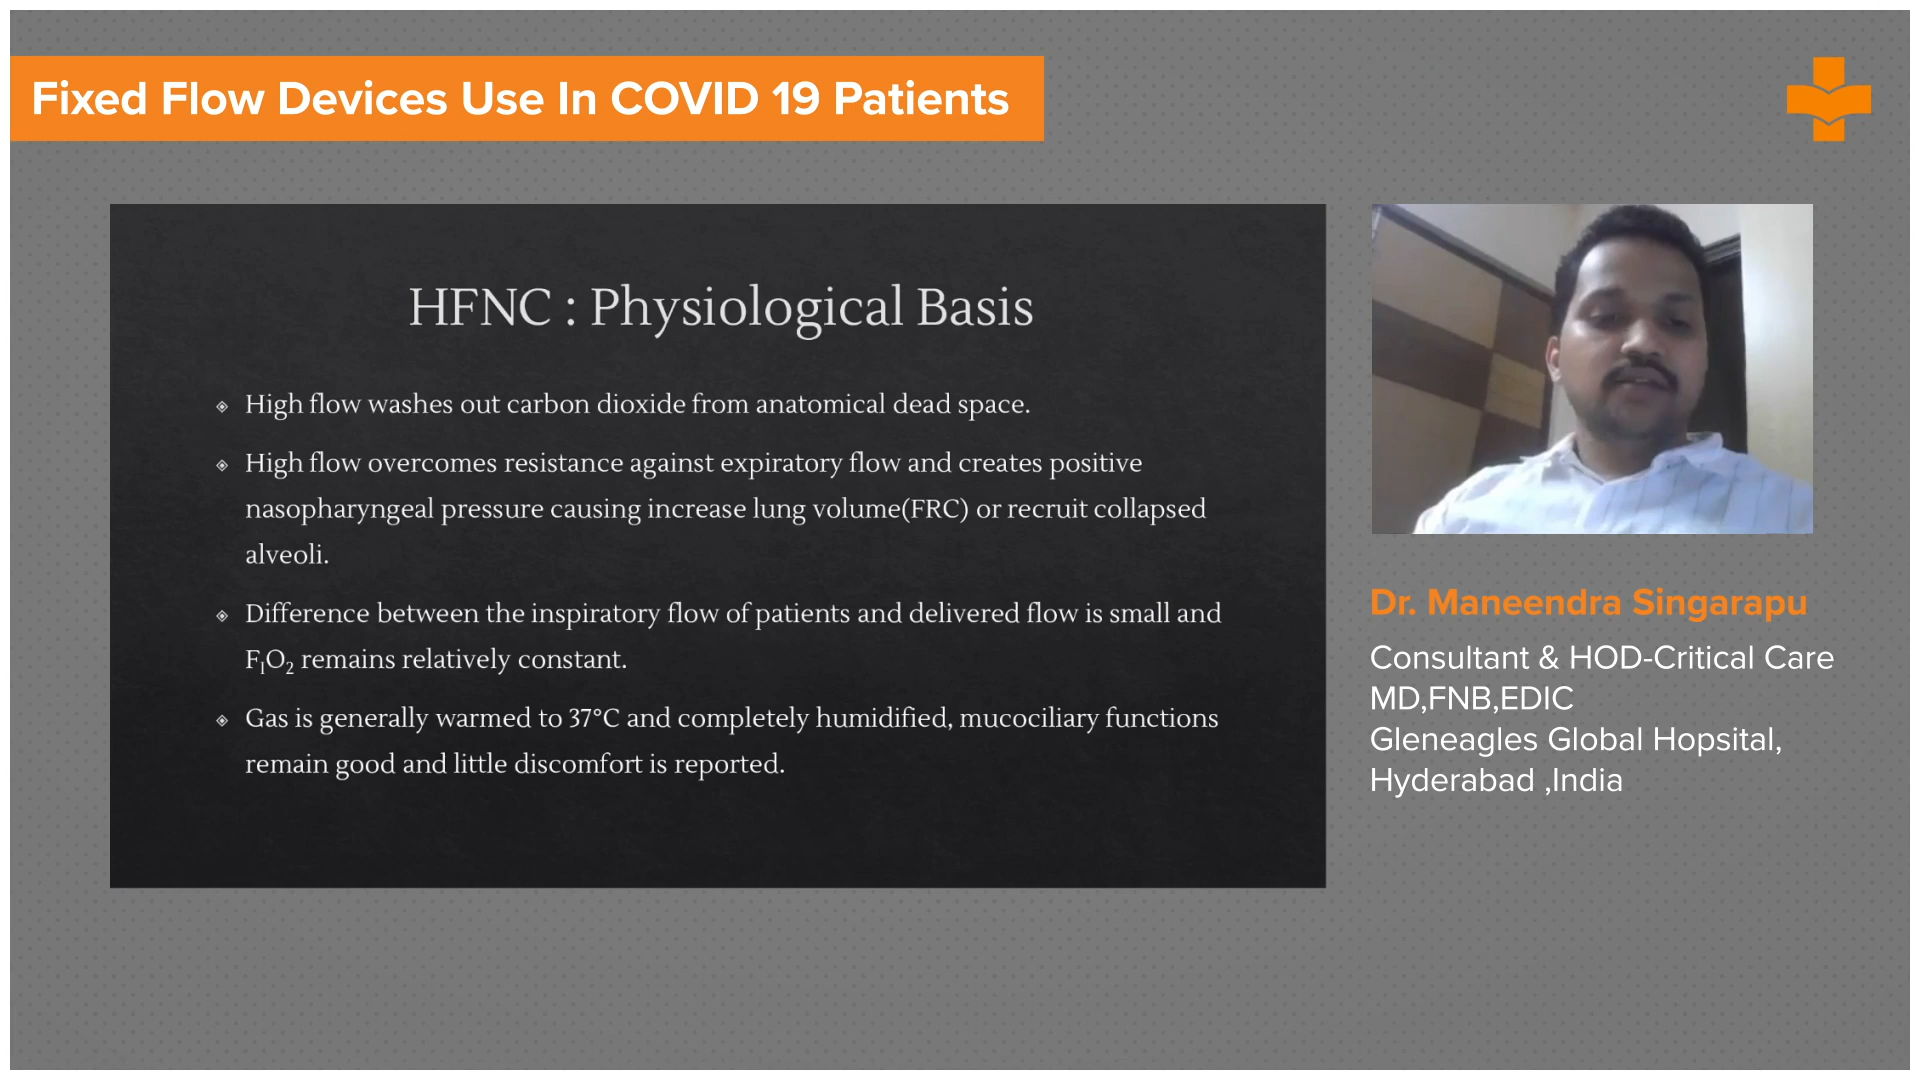 Fixed Flow Devices Use In COVID 19 Patients
HFNC : Physiological Basis
High flow washes out carbon dioxide from anatomical dead space.
High flow overcomes resistance against expiratory flow and creates positive
nasopharyngeal pressure causing increase lung volume(FRC) or recruit collapsed
alveoli.
Difference between the inspiratory flow of patients and delivered flow is small and
FIO2 remains relatively constant.
Gas is generally warmed to 37°C and completely humidified, mucociliary functions
remain good and little discomfort is reported.
Dr. Maneendra Singarapu
Consultant & HOD-Critical Care
MD,FNB,EDIC
Gleneagles Global Hopsital,
Hyderabad ,India